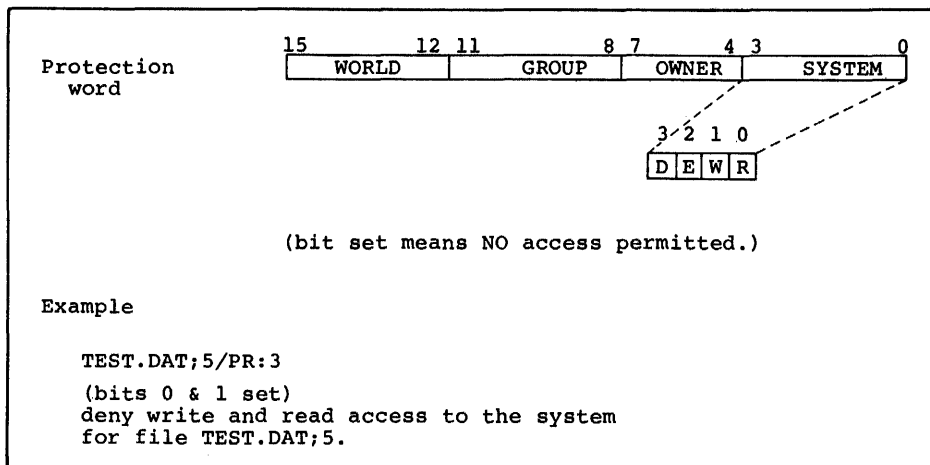 15 12 11 8 7 4 3 0
Protection WORLD GROUP OWNER SYSTEM
word
3 2 1 0
D E W R
(bit set means NO access permitted.)
Example
TEST.DAT;5/PR:3
(bits 0 & 1 set)
deny write and read access to the system
for file TEST.DAT;5.